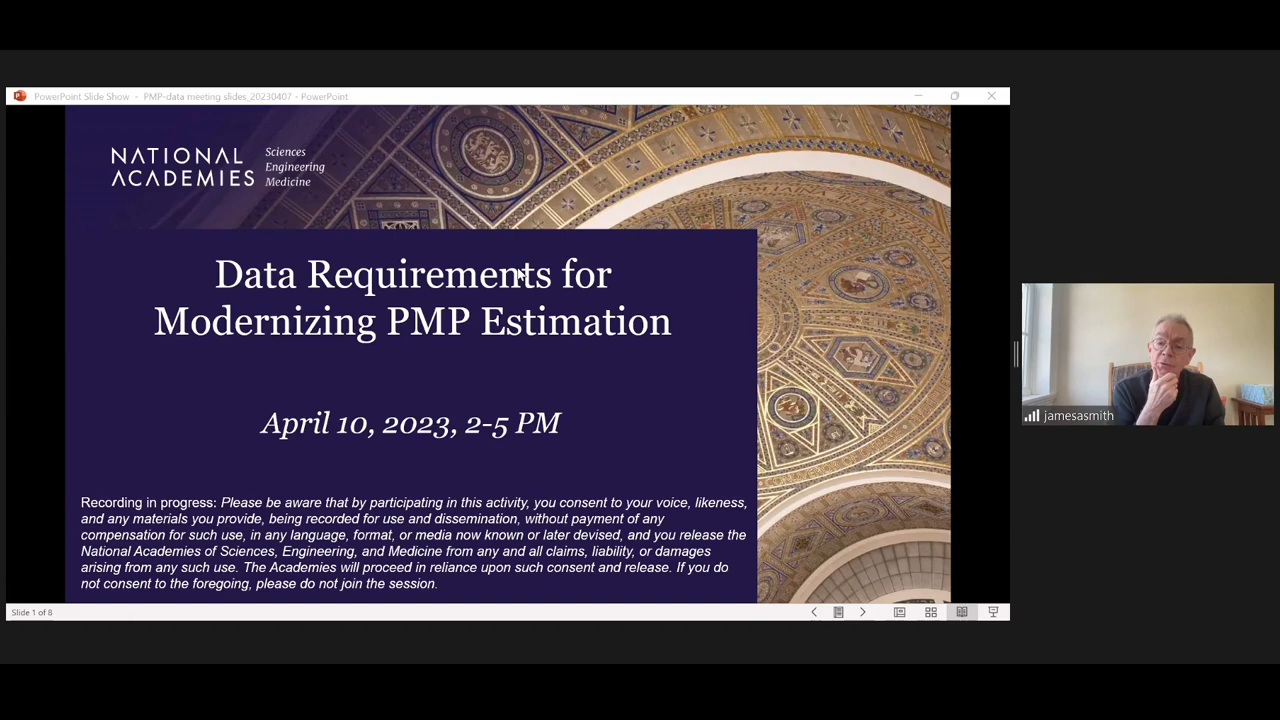 PowerPoint Slide Show - PMP-data meeting slides_20230407 - PowerPoint
NATIONAL
ACADEMIES
Sciences
Engineering
Medicine
Data Requirements for
Modernizing PMP Estimation
April 10, 2023, 2-5 PM
Recording in progress: Please be aware that by participating in this activity, you consent to your voice, likeness,
and any materials you provide, being recorded for use and dissemination, without payment of any
compensation for such use, in any language, format, or media now known or later devised, and you release the
National Academies of Sciences, Engineering, and Medicine from any and all claims, liability, or damages
arising from any such use. The Academies will proceed in reliance upon such consent and release. If you do
not consent to the foregoing, please do not join the session.
Slide 1 of 8
jamesasmith